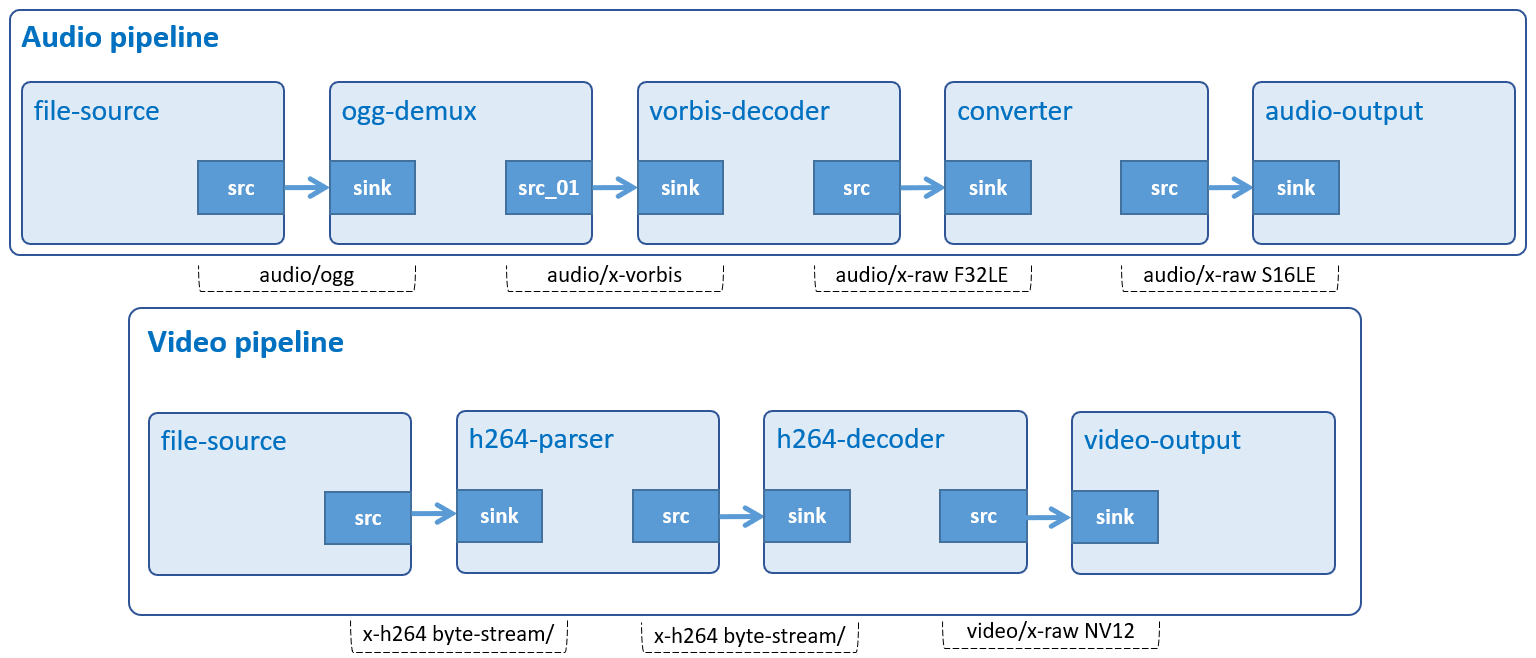 Audio pipeline
file-source
ogg-demux
vorbis-decoder
converter
audio-output
src
sink
src_01
sink
src
sink
src
sink
audio/ogg
audio/x-vorbis
audio/x-raw F32LE
audio/x-raw S16LE
Video pipeline
file-source
h264-parser
h264-decoder
video-output
src
sink
src
sink
src
sink
x-h264 byte-stream/
x-h264 byte-stream/
video/x-raw NV12